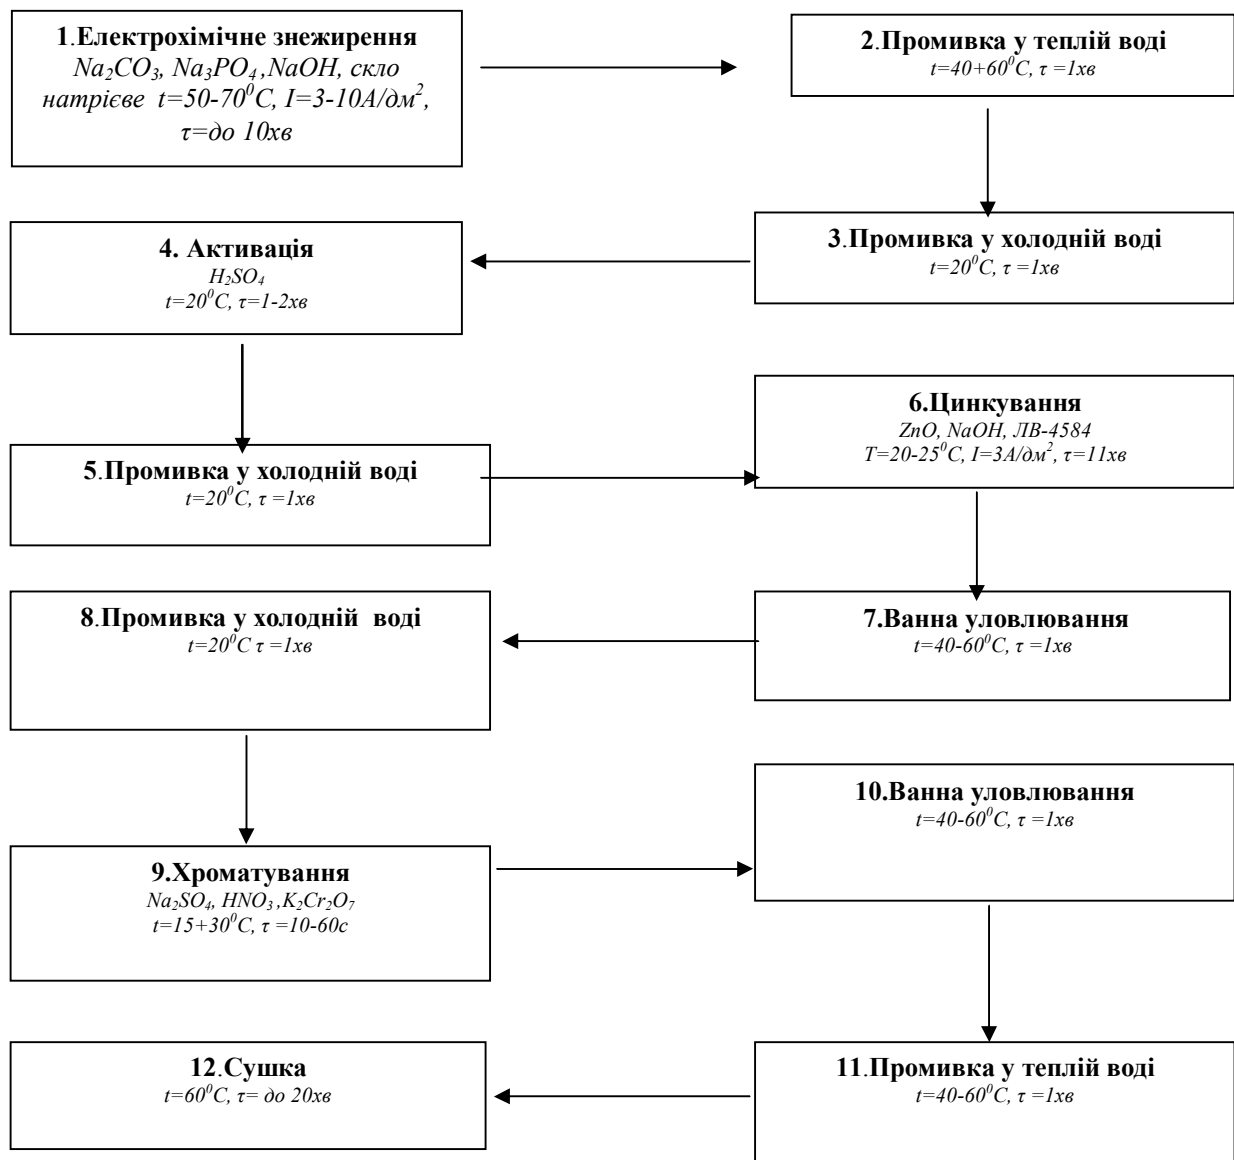 1.Електрохімічне знежирення
Na₂CO₃, Na₃PO₄ ,NaOH, скло
натрієве t=50-70⁰C, I=3-10А/дм²,
τ=до 10хв
2.Промивка у теплій воді
t=40+60⁰C, τ =1хв
3.Промивка у холодній воді
t=20⁰C, τ =1хв
4. Активація
H₂SO₄
t=20⁰C, τ=1-2хв
5.Промивка у холодній воді
t=20⁰C, τ =1хв
6.Цинкування
ZnO, NaOH, ЛВ-4584
T=20-25⁰C, I=3А/дм², τ=11хв
7.Ванна уловлювання
t=40-60⁰C, τ =1хв
8.Промивка у холодній воді
t=20⁰C τ =1хв
9.Хроматування
Na₂SO₄, HNO₃ ,K₂Cr₂O₇
t=15+30⁰C, τ =10-60с
10.Ванна уловлювання
t=40-60⁰C, τ =1хв
11.Промивка у теплій воді
t=40-60⁰C, τ =1хв
12.Сушка
t=60⁰C, τ= до 20хв